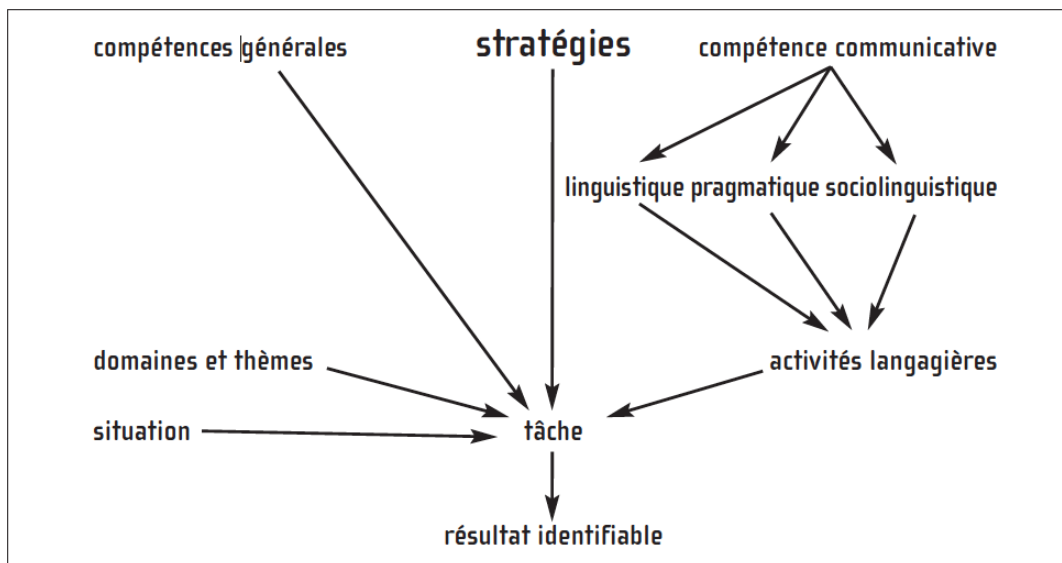 compétences générales
stratégies
compétence communicative
linguistique pragmatique sociolinguistique
domaines et thèmes
activités langagières
situation
tâche
résultat identifiable